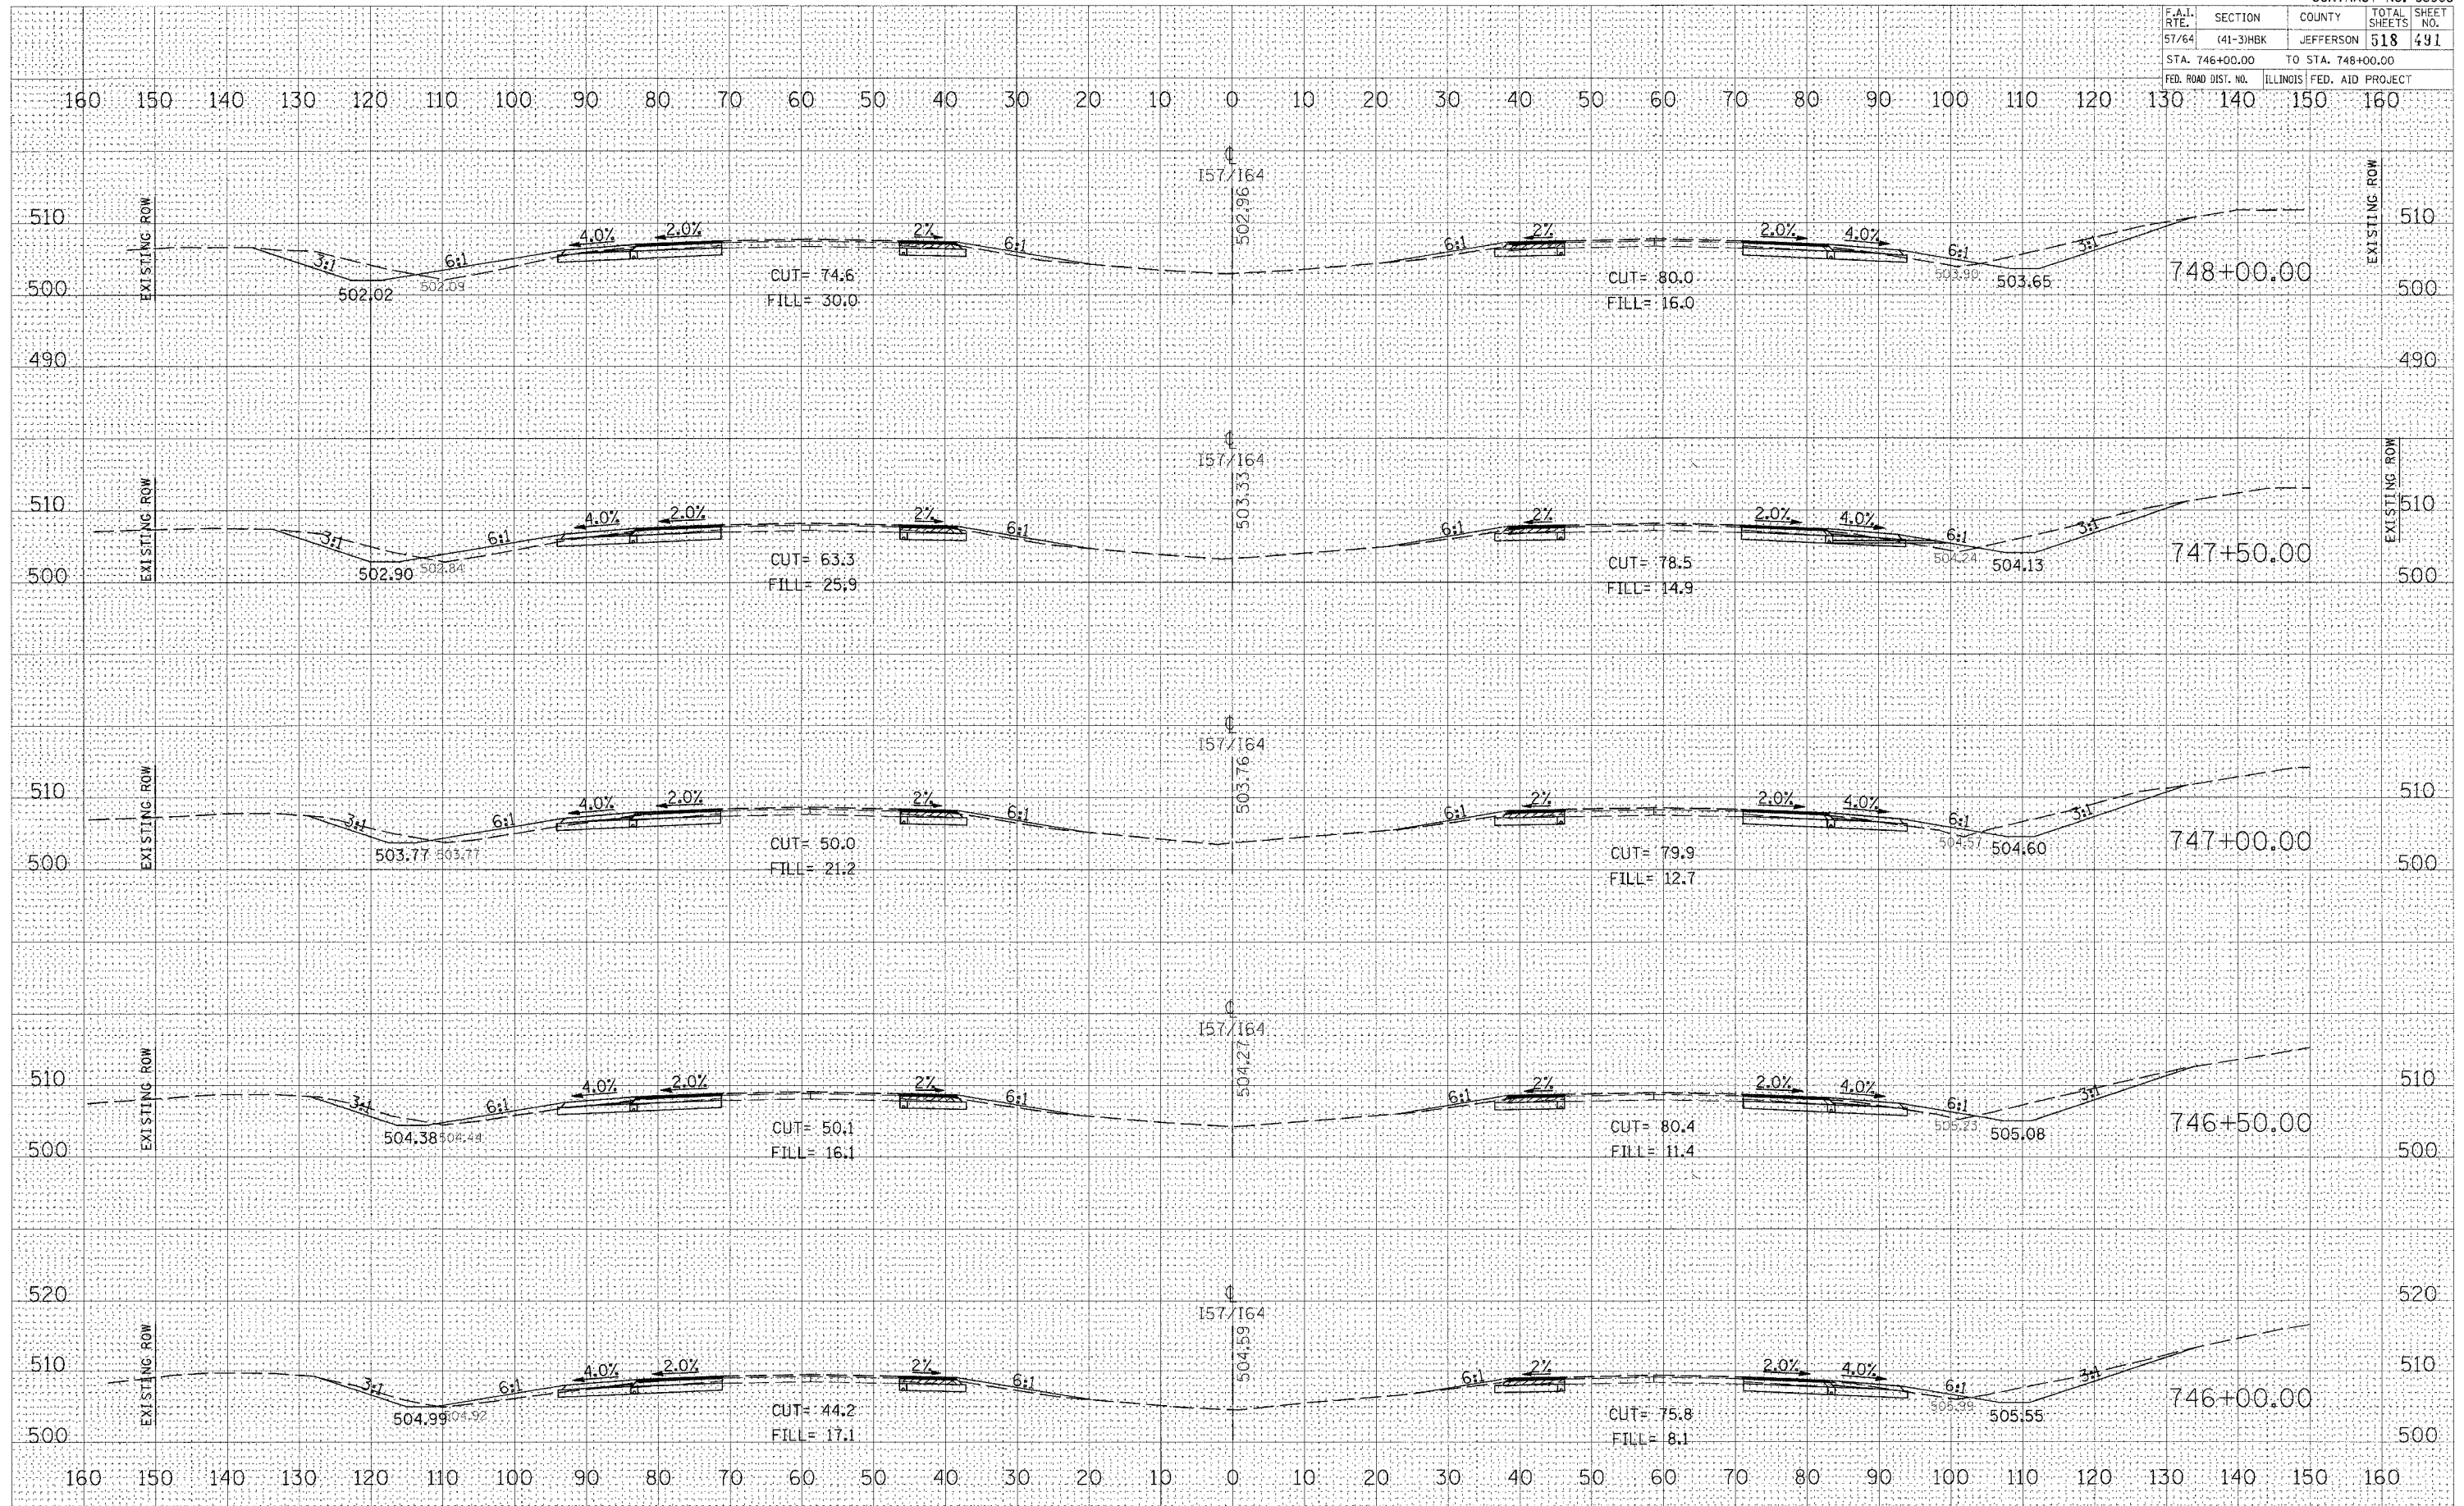 F.A.I. RTE. SECTION COUNTY TOTAL SHEETS SHEET NO.
57/64 (41-3)HBK JEFFERSON 518 491
STA. 746+00.00 TO STA. 748+00.00
FED. ROAD DIST. NO. ILLINOIS FED. AID PROJECT
160 150 140 130 120 110 100 90 80 70 60 50 40 30 20 10 0 10 20 30 40 50 60 70 80 90 100 110 120 130 140 150 160
℄
I57/I64
502.96
EXISTING ROW
EXISTING ROW
510 510
3:1 6:1 4.0% 2.0% 2% 6:1 6:1 2% 2.0% 4.0% 6:1 3:1
748+00.00
CUT= 74.6 CUT= 80.0
FILL= 30.0 FILL= 16.0
502.02 502.09 503.90 503.65
500 500
490 490
℄
I57/I64
503.33
EXISTING ROW
EXISTING ROW
510 510
3:1 6:1 4.0% 2.0% 2% 6:1 6:1 2% 2.0% 4.0% 6:1 3:1
747+50.00
CUT= 63.3 CUT= 78.5
FILL= 25.9 FILL= 14.9
502.90 502.84 504.24 504.13
500 500
℄
I57/I64
503.76
EXISTING ROW
510 510
3:1 6:1 4.0% 2.0% 2% 6:1 6:1 2% 2.0% 4.0% 6:1 3:1
747+00.00
CUT= 50.0 CUT= 79.9
FILL= 21.2 FILL= 12.7
503.77 503.77 504.57 504.60
500 500
℄
I57/I64
504.27
EXISTING ROW
510 510
3:1 6:1 4.0% 2.0% 2% 6:1 6:1 2% 2.0% 4.0% 6:1 3:1
746+50.00
CUT= 50.1 CUT= 80.4
FILL= 16.1 FILL= 11.4
504.38 504.44 505.23 505.08
500 500
520 520
℄
I57/I64
504.59
EXISTING ROW
510 510
3:1 6:1 4.0% 2.0% 2% 6:1 6:1 2% 2.0% 4.0% 6:1 3:1
746+00.00
CUT= 44.2 CUT= 75.8
FILL= 17.1 FILL= 8.1
504.99 504.92 505.99 505.55
500 500
160 150 140 130 120 110 100 90 80 70 60 50 40 30 20 10 0 10 20 30 40 50 60 70 80 90 100 110 120 130 140 150 160